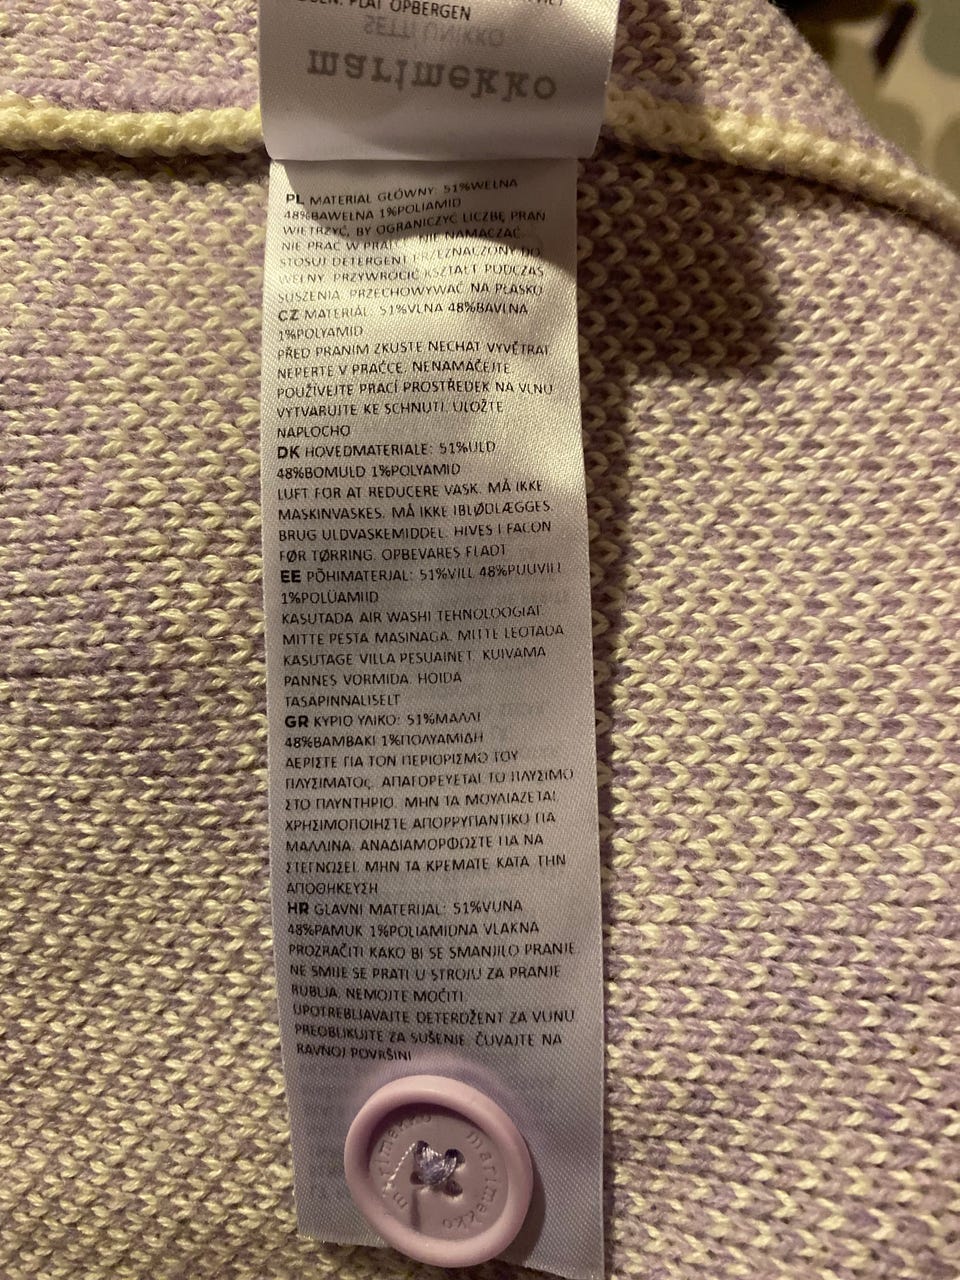 PLAT OPBERGEN
SETTI UNIKKO
marimekko
PL MATERIAŁ GŁÓWNY: 51%WEŁNA
48%BAWEŁNA 1%POLIAMID
WIETRZYĆ, BY OGRANICZYĆ LICZBĘ PRAN
NIE PRAĆ W PRALCE NIE NAMACZAĆ
STOSUJ DETERGENT PRZEZNACZONY DO
WEŁNY. PRZYWRÓCIĆ KSZTAŁT PODCZAS
SUSZENIA. PRZECHOWYWAĆ NA PŁASKO
CZ MATERIÁL: 51%VLNA 48%BAVLNA
1%POLYAMID
PŘED PRANÍM ZKUSTE NECHAT VYVĚTRAT.
NEPERTE V PRAČCE. NENAMÁČEJTE.
POUŽÍVEJTE PRACÍ PROSTŘEDEK NA VLNU
VYTVARUJTE KE SCHNUTÍ. ULOŽTE
NAPLOCHO
DK HOVEDMATERIALE: 51%ULD
48%BOMULD 1%POLYAMID
LUFT FOR AT REDUCERE VASK. MÅ IKKE
MASKINVASKES. MÅ IKKE IBLØDLÆGGES.
BRUG ULDVASKEMIDDEL. HIVES I FACON
FØR TØRRING. OPBEVARES FLADT
EE PÕHIMATERJAL: 51%VILL 48%PUUVILL
1%POLÜAMIID
KASUTADA AIR WASHI TEHNOLOOGIAT.
MITTE PESTA MASINAGA. MITTE LEOTADA
KASUTAGE VILLA PESUAINET. KUIVAMA
PANNES VORMIDA. HOIDA
TASAPINNALISELT
GR ΚΥΡΙΟ ΥΛΙΚΟ: 51%ΜΑΛΛΙ
48%ΒΑΜΒΑΚΙ 1%ΠΟΛΥΑΜΙΔΗ
ΑΕΡΙΣΤΕ ΓΙΑ ΤΟΝ ΠΕΡΙΟΡΙΣΜΟ ΤΟΥ
ΠΛΥΣΙΜΑΤΟς. ΑΠΑΓΟΡΕΥΕΤΑΙ ΤΟ ΠΛΥΣΙΜΟ
ΣΤΟ ΠΛΥΝΤΗΡΙΟ. ΜΗΝ ΤΑ ΜΟΥΛΙΑΖΕΤΑΙ
ΧΡΗΣΙΜΟΠΟΙΗΣΤΕ ΑΠΟΡΡΥΠΑΝΤΙΚΟ ΓΙΑ
ΜΑΛΛΙΝΑ. ΑΝΑΔΙΑΜΟΡΦΩΣΤΕ ΓΙΑ ΝΑ
ΣΤΕΓΝΩΣΕΙ. ΜΗΝ ΤΑ ΚΡΕΜΑΤΕ ΚΑΤΑ ΤΗΝ
ΑΠΟΘΗΚΕΥΣΗ
HR GLAVNI MATERIJAL: 51%VUNA
48%PAMUK 1%POLIAMIDNA VLAKNA
PROZRAČITI KAKO BI SE SMANJILO PRANJE.
NE SMIJE SE PRATI U STROJU ZA PRANJE
RUBLJA. NEMOJTE MOČITI.
UPOTREBLJAVAJTE DETERDŽENT ZA VUNU
PREOBLIKUJTE ZA SUŠENJE. ČUVAJTE NA
RAVNOJ POVRŠINI
marimekko marimekko